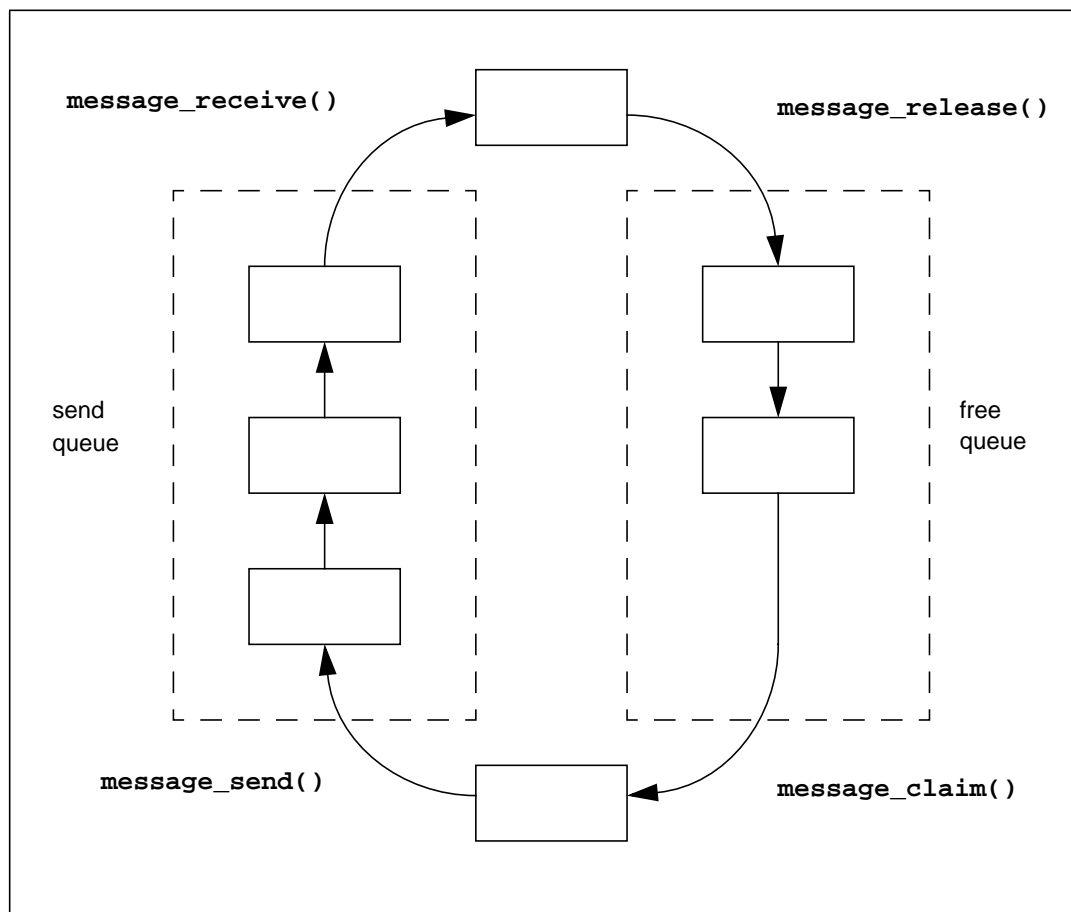 message_receive()
message_release()
send
queue
free
queue
message_send()
message_claim()